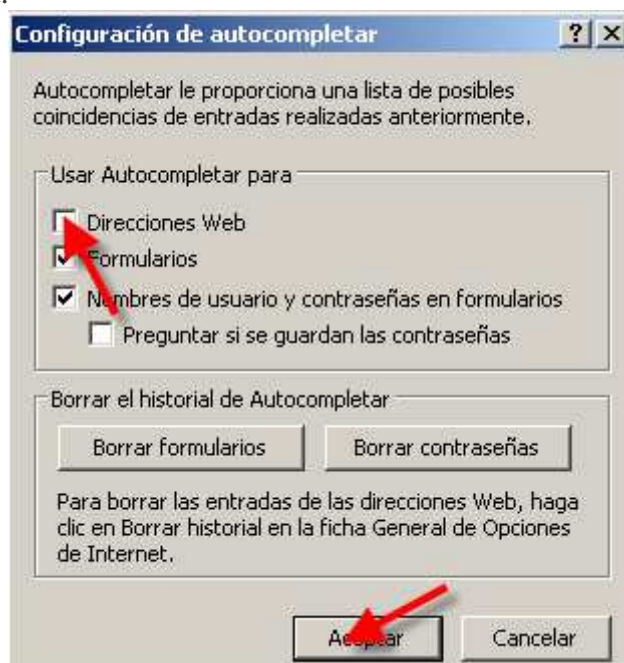 Configuración de autocompletar
Autocompletar le proporciona una lista de posibles
coincidencias de entradas realizadas anteriormente.
Usar Autocompletar para
Direcciones Web
Formularios
Nombres de usuario y contraseñas en formularios
Preguntar si se guardan las contraseñas
Borrar el historial de Autocompletar
Borrar formularios
Borrar contraseñas
Para borrar las entradas de las direcciones Web, haga
clic en Borrar historial en la ficha General de Opciones
de Internet.
Aceptar
Cancelar